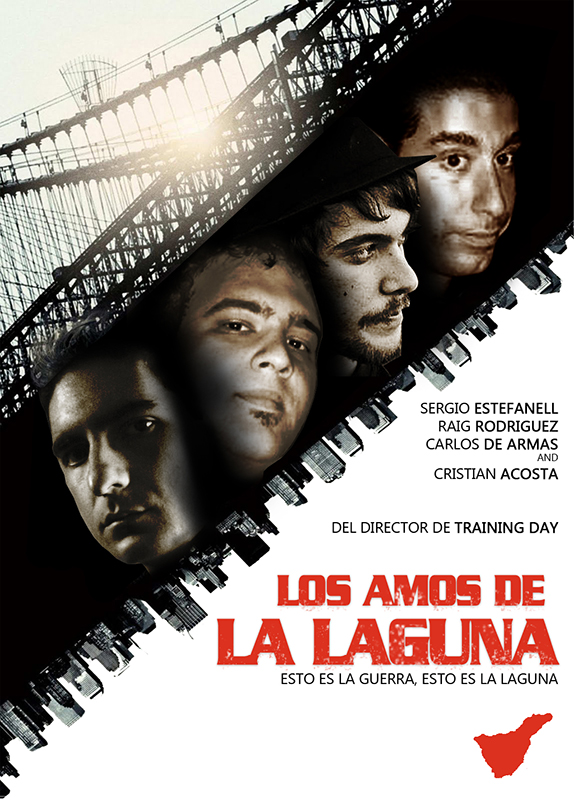 SERGIO ESTEFANELL
RAIG RODRIGUEZ
CARLOS DE ARMAS
AND
CRISTIAN ACOSTA
DEL DIRECTOR DE TRAINING DAY
LOS AMOS DE
LA LAGUNA
ESTO ES LA GUERRA, ESTO ES LA LAGUNA